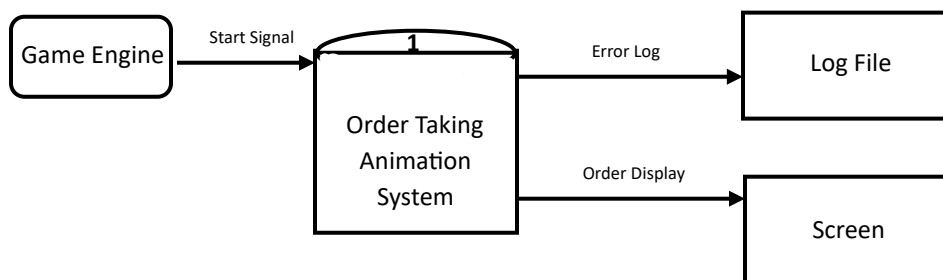 Game Engine
Start Signal
1
Order Taking
Animation
System
Error Log
Log File
Order Display
Screen